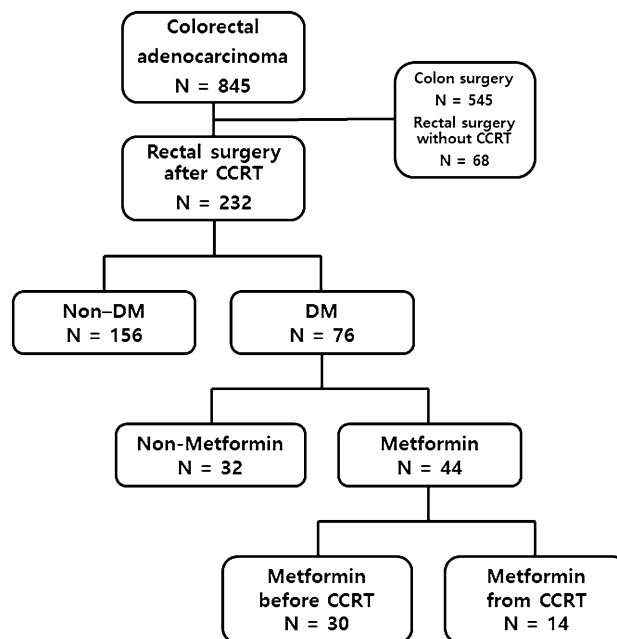 Colorectal
adenocarcinoma
N = 845
Colon surgery
N = 545
Rectal surgery
without CCRT
N = 68
Rectal surgery
after CCRT
N = 232
Non–DM
N = 156
DM
N = 76
Non-Metformin
N = 32
Metformin
N = 44
Metformin
before CCRT
N = 30
Metformin
from CCRT
N = 14